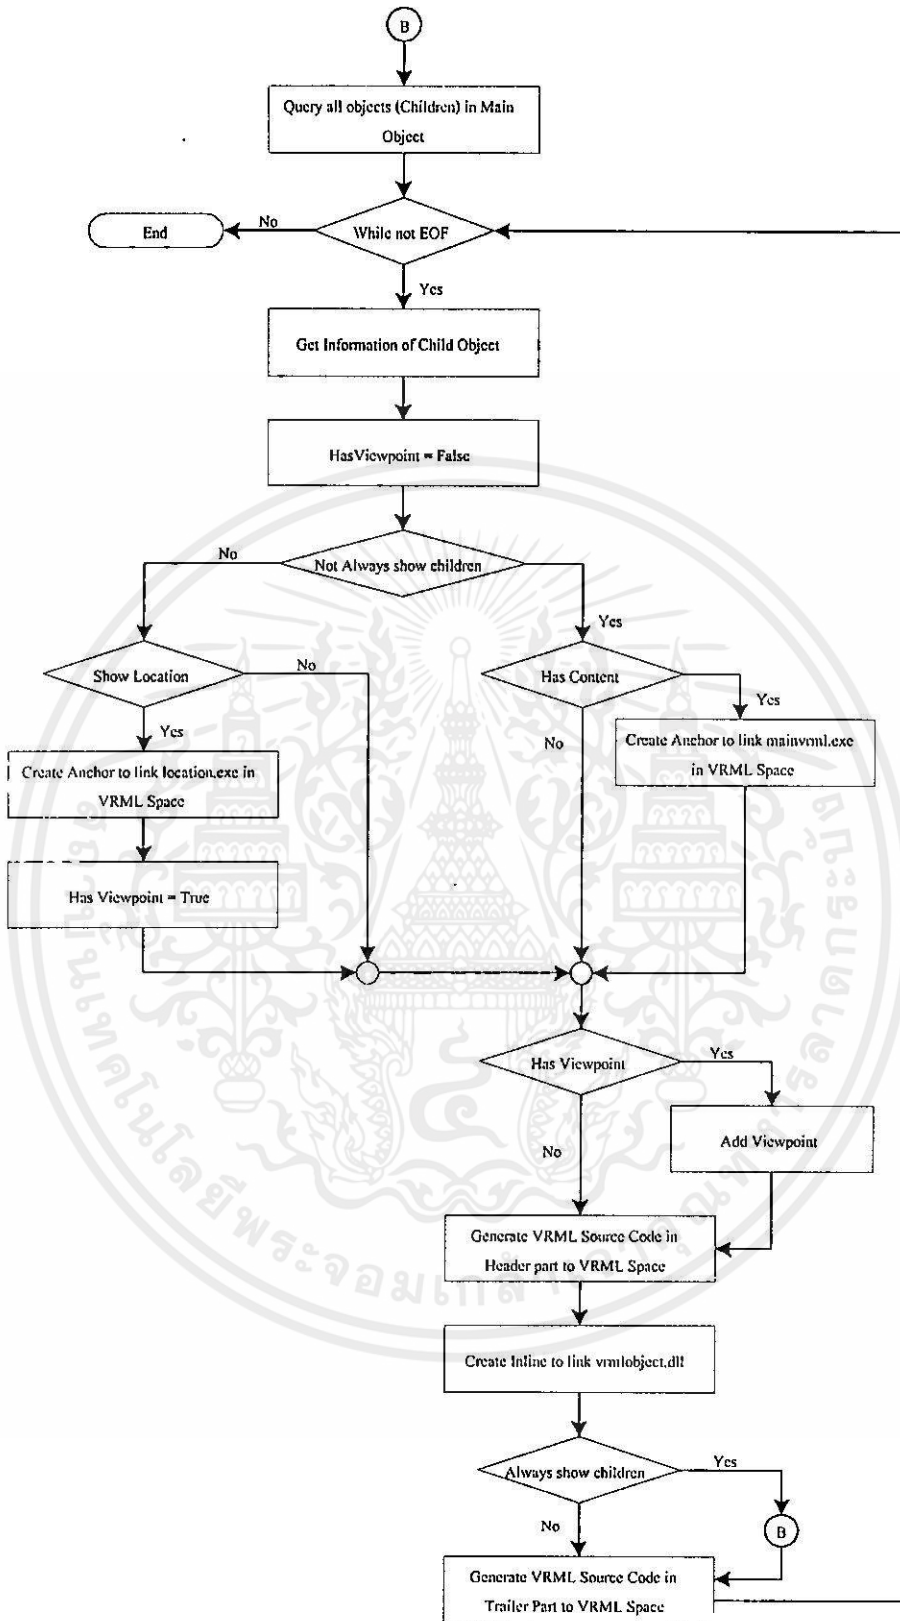 B
Query all objects (Children) in Main
Object
While not EOF
No
End
Yes
Get Information of Child Object
HasViewpoint = False
Not Always show children
No
Yes
Show Location
No
Has Content
Yes
Yes
No
Create Anchor to link location.exe in
VRML Space
Create Anchor to link mainvrml.exe
in VRML Space
Has Viewpoint = True
Has Viewpoint
Yes
No
Add Viewpoint
Generate VRML Source Code in
Header part to VRML Space
Create Inline to link vrmlobject.dll
Always show children
Yes
No
B
Generate VRML Source Code in
Trailer Part to VRML Space